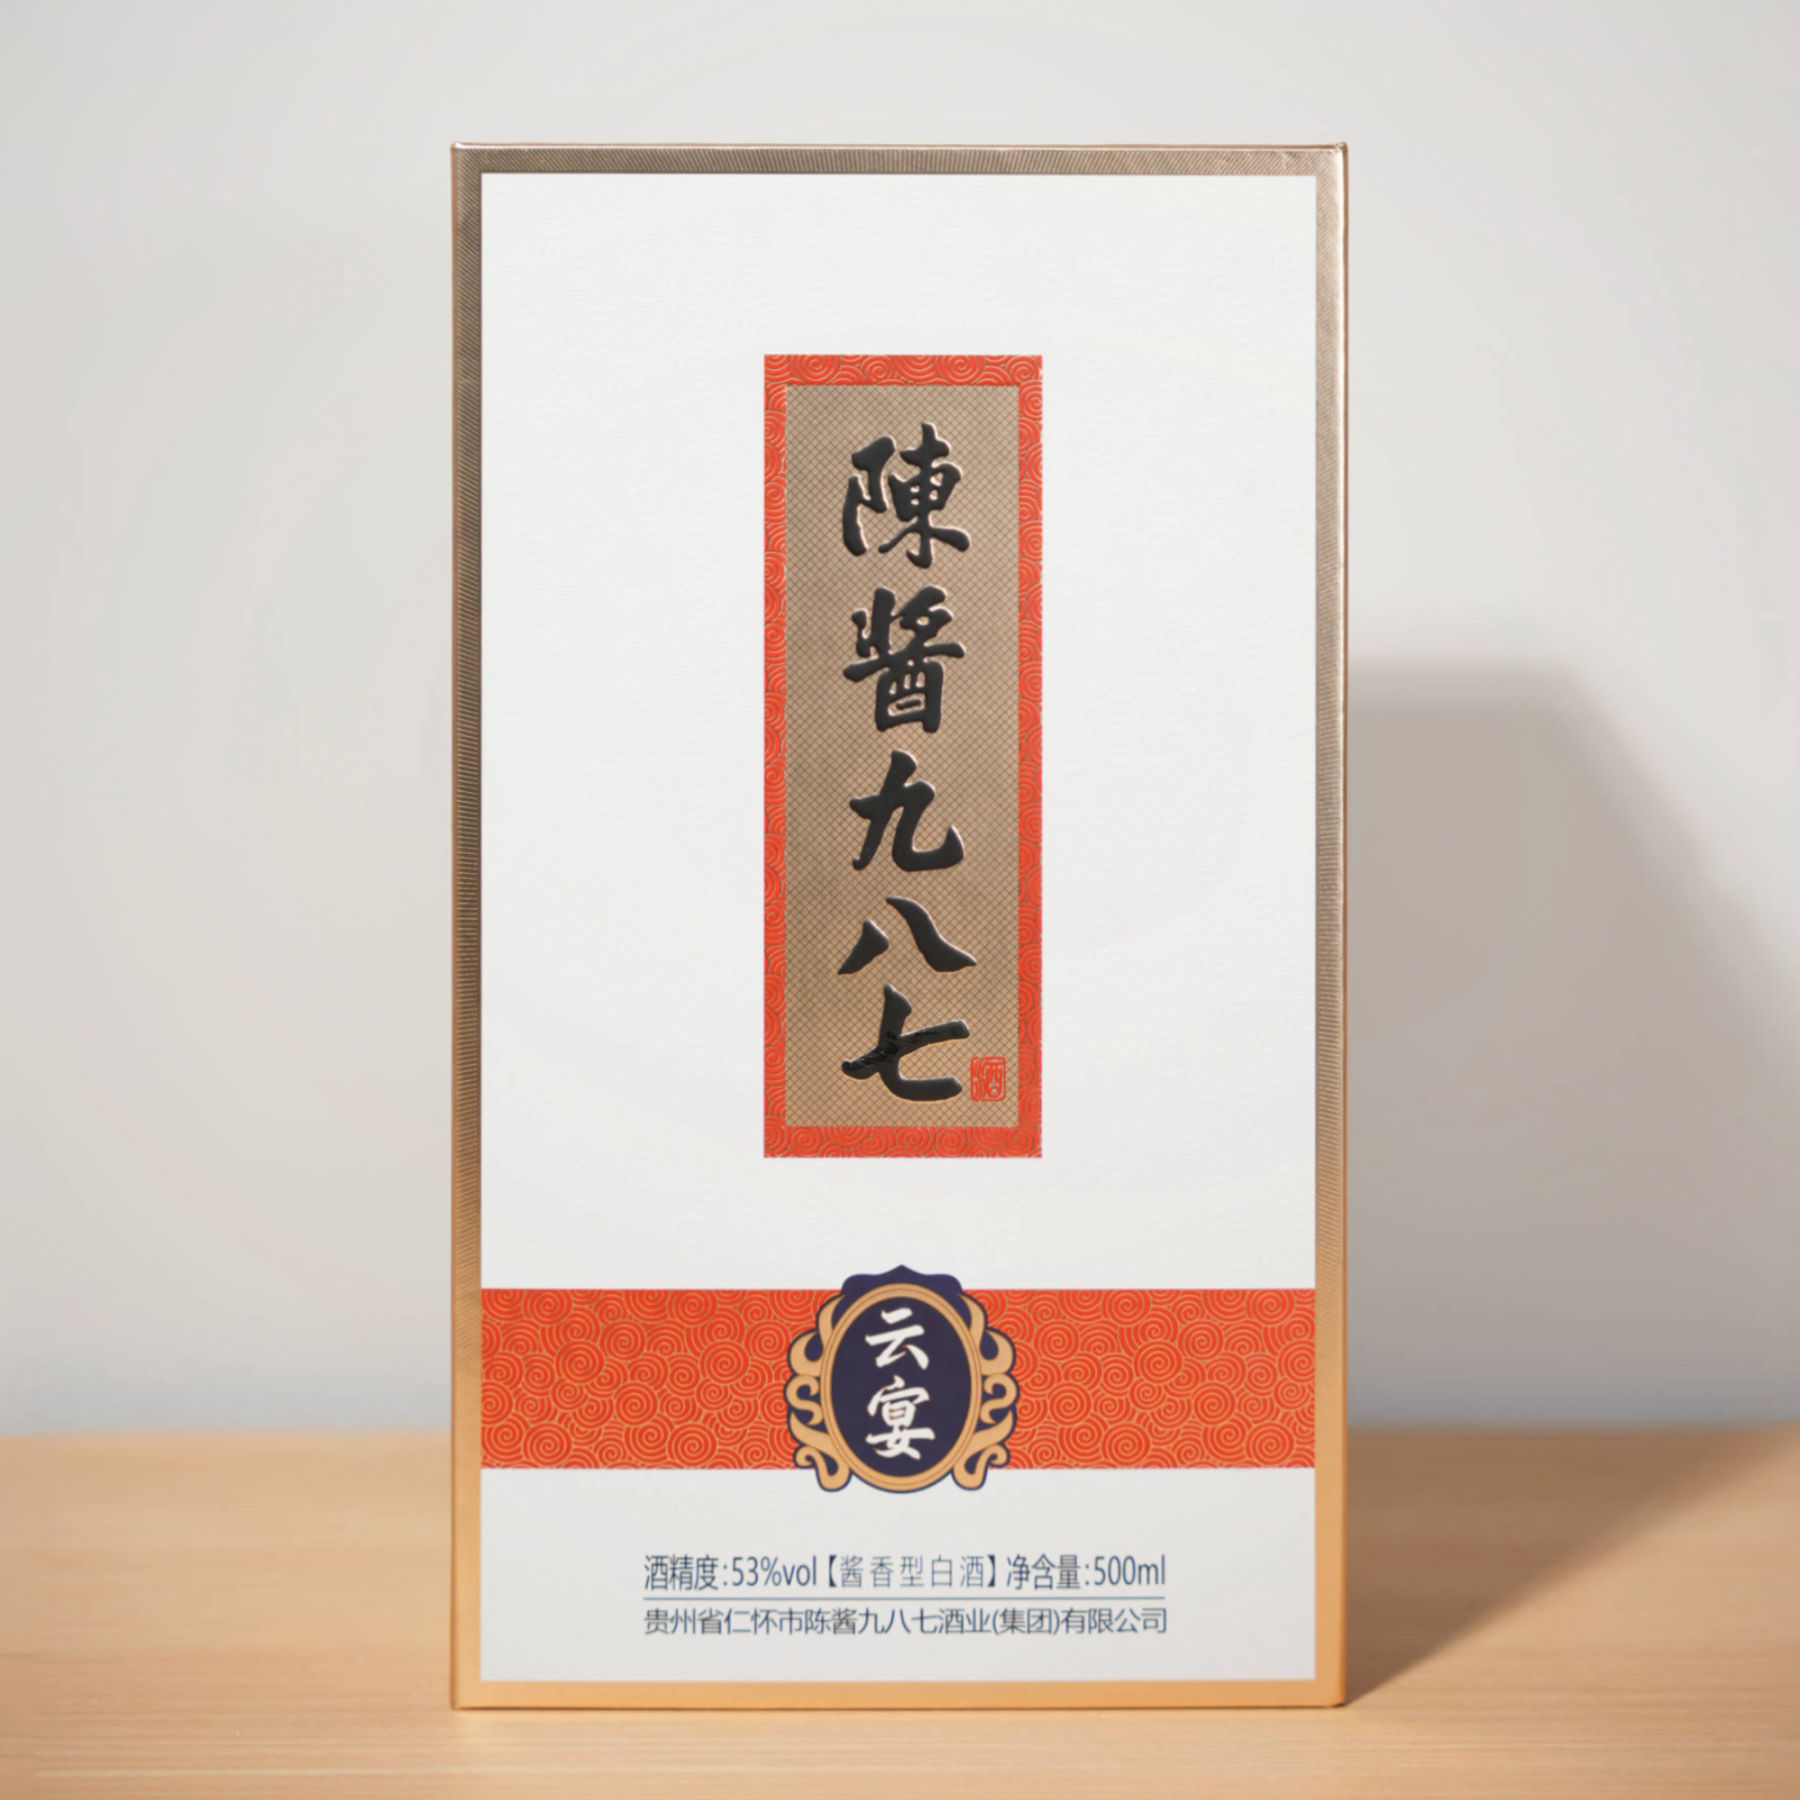 陳醬九八七
酒
云宴
酒精度:53%vol【酱香型白酒】净含量:500ml
贵州省仁怀市陈酱九八七酒业(集团)有限公司